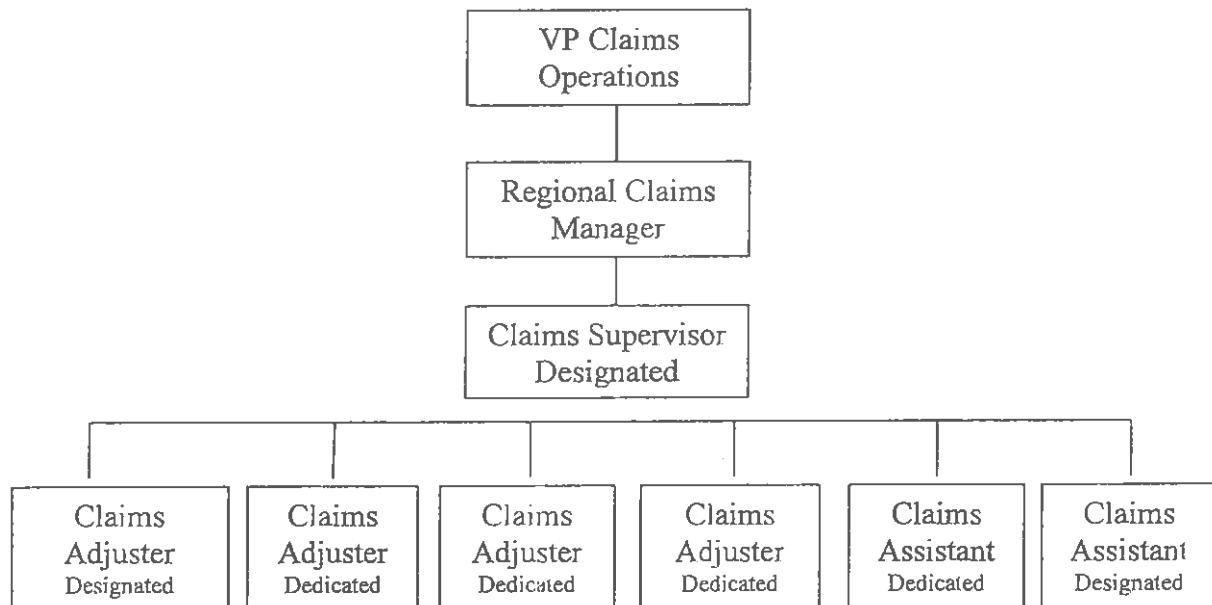 VP Claims
Operations
Regional Claims
Manager
Claims Supervisor
Designated
Claims
Adjuster
Designated
Claims
Adjuster
Dedicated
Claims
Adjuster
Dedicated
Claims
Adjuster
Dedicated
Claims
Assistant
Dedicated
Claims
Assistant
Designated